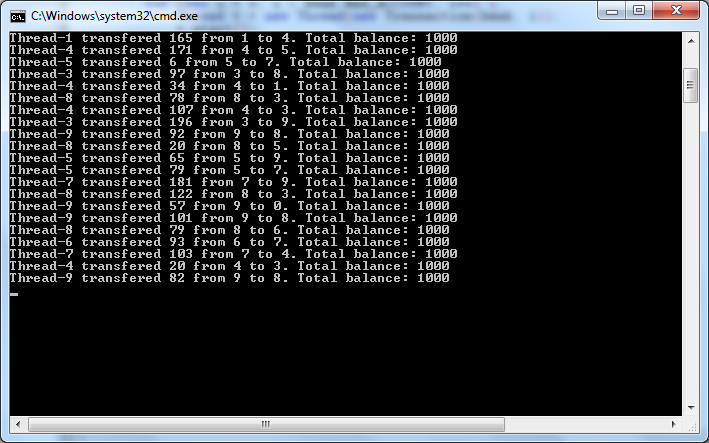 C:\Windows\system32\cmd.exe
Thread-1 transfered 165 from 1 to 4. Total balance: 1000
Thread-4 transfered 171 from 4 to 5. Total balance: 1000
Thread-5 transfered 6 from 5 to 7. Total balance: 1000
Thread-3 transfered 97 from 3 to 8. Total balance: 1000
Thread-4 transfered 34 from 4 to 1. Total balance: 1000
Thread-8 transfered 78 from 8 to 3. Total balance: 1000
Thread-4 transfered 107 from 4 to 3. Total balance: 1000
Thread-3 transfered 196 from 3 to 9. Total balance: 1000
Thread-9 transfered 92 from 9 to 8. Total balance: 1000
Thread-8 transfered 20 from 8 to 5. Total balance: 1000
Thread-5 transfered 65 from 5 to 9. Total balance: 1000
Thread-5 transfered 79 from 5 to 7. Total balance: 1000
Thread-7 transfered 181 from 7 to 9. Total balance: 1000
Thread-8 transfered 122 from 8 to 3. Total balance: 1000
Thread-9 transfered 57 from 9 to 0. Total balance: 1000
Thread-9 transfered 101 from 9 to 8. Total balance: 1000
Thread-8 transfered 79 from 8 to 6. Total balance: 1000
Thread-6 transfered 93 from 6 to 7. Total balance: 1000
Thread-7 transfered 103 from 7 to 4. Total balance: 1000
Thread-4 transfered 20 from 4 to 3. Total balance: 1000
Thread-9 transfered 82 from 9 to 8. Total balance: 1000